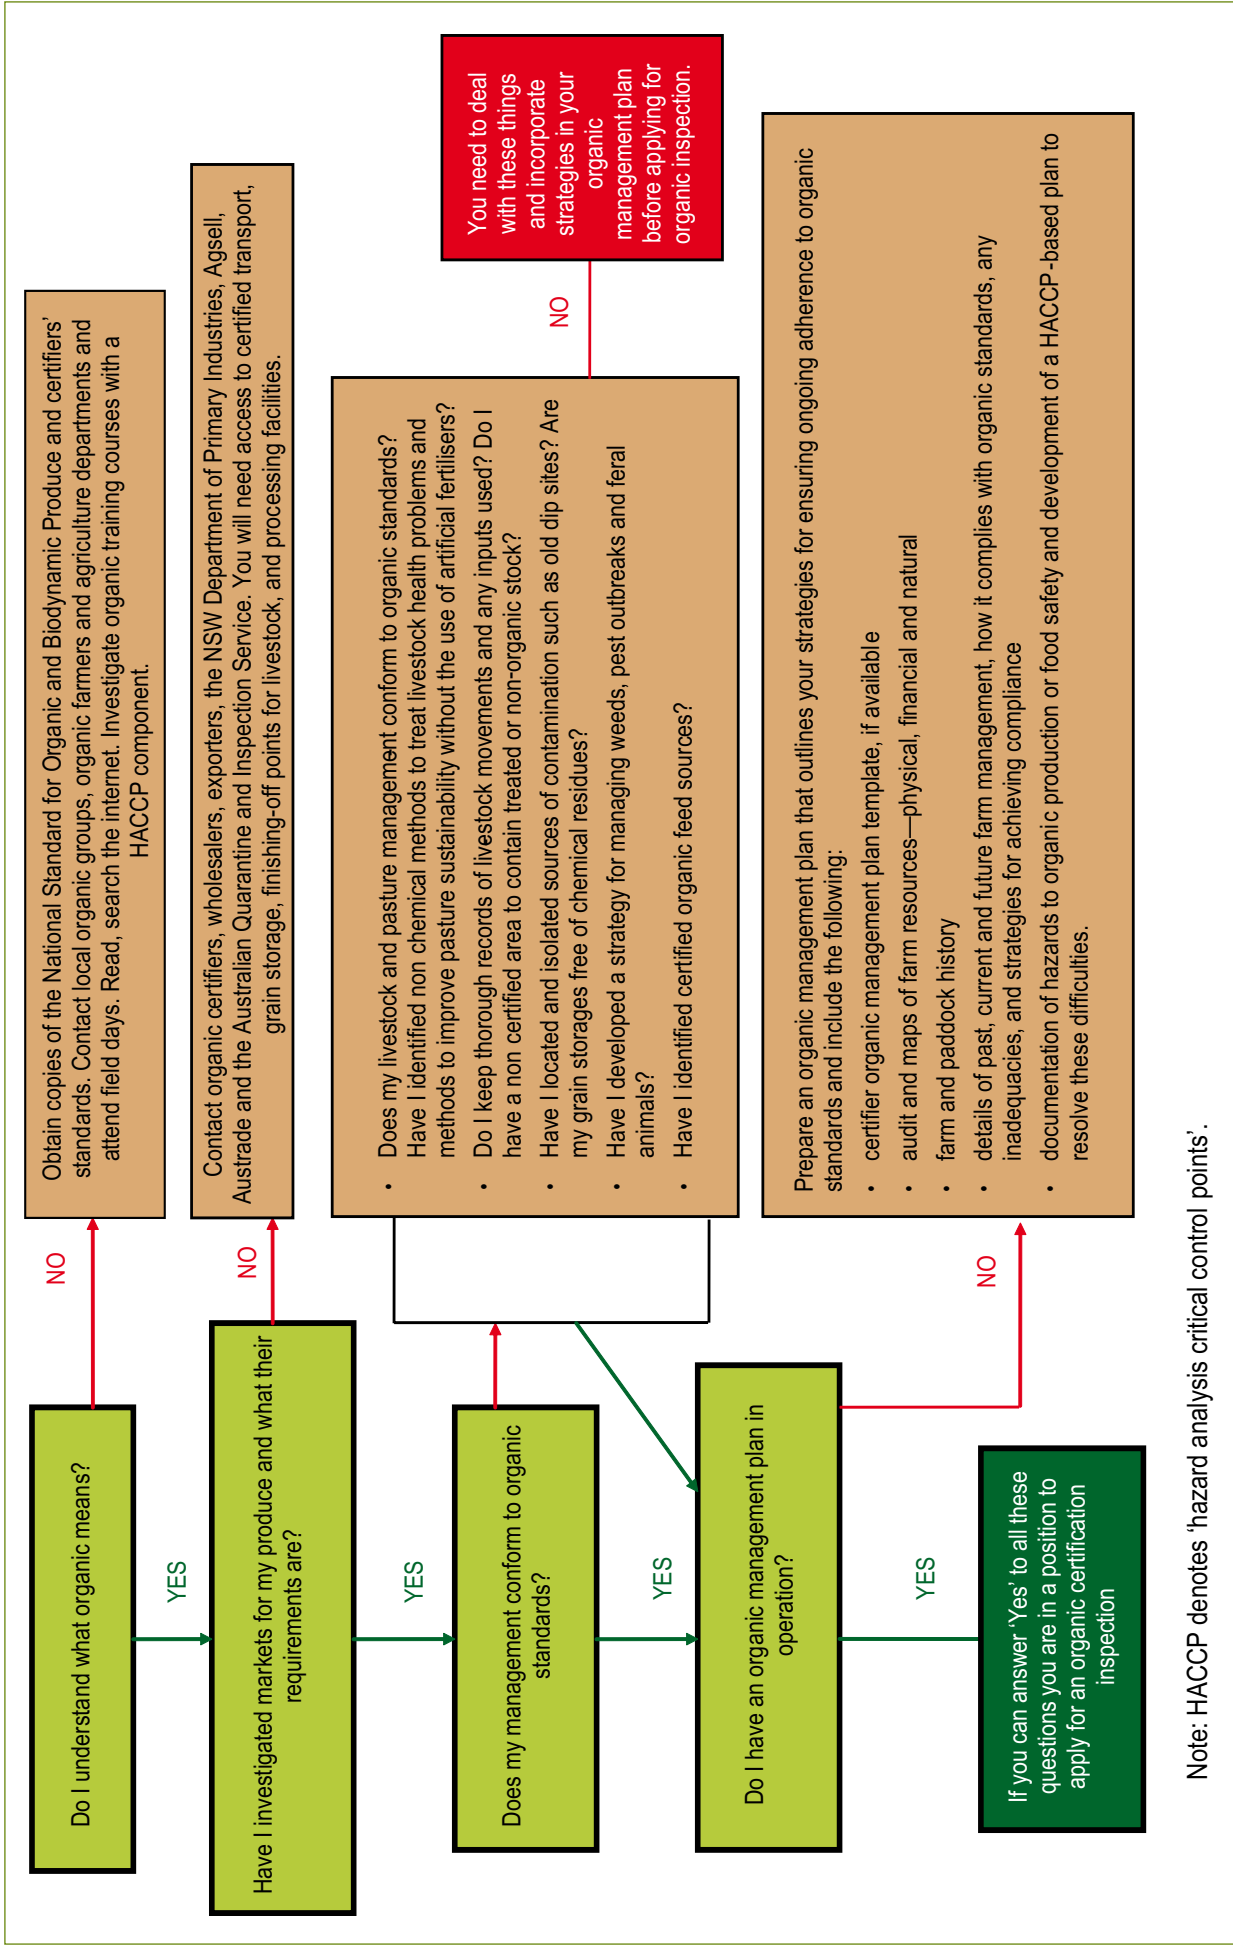 Do I understand what organic means?
NO
Obtain copies of the National Standard for Organic and Biodynamic Produce and certifiers’
standards. Contact local organic groups, organic farmers and agriculture departments and
attend field days. Read, search the internet. Investigate organic training courses with a
HACCP component.
YES
Have I investigated markets for my produce and what their
requirements are?
NO
Contact organic certifiers, wholesalers, exporters, the NSW Department of Primary Industries, Agsell,
Austrade and the Australian Quarantine and Inspection Service. You will need access to certified transport,
grain storage, finishing-off points for livestock, and processing facilities.
YES
Does my management conform to organic
standards?
• Does my livestock and pasture management conform to organic standards?
Have I identified non chemical methods to treat livestock health problems and
methods to improve pasture sustainability without the use of artificial fertilisers?
• Do I keep thorough records of livestock movements and any inputs used? Do I
have a non certified area to contain treated or non-organic stock?
• Have I located and isolated sources of contamination such as old dip sites? Are
my grain storages free of chemical residues?
• Have I developed a strategy for managing weeds, pest outbreaks and feral
animals?
• Have I identified certified organic feed sources?
NO
You need to deal
with these things
and incorporate
strategies in your
organic
management plan
before applying for
organic inspection.
YES
Do I have an organic management plan in
operation?
NO
Prepare an organic management plan that outlines your strategies for ensuring ongoing adherence to organic
standards and include the following:
• certifier organic management plan template, if available
• audit and maps of farm resources—physical, financial and natural
• farm and paddock history
• details of past, current and future farm management, how it complies with organic standards, any
inadequacies, and strategies for achieving compliance
• documentation of hazards to organic production or food safety and development of a HACCP-based plan to
resolve these difficulties.
YES
If you can answer ‘Yes’ to all these
questions you are in a position to
apply for an organic certification
inspection
Note: HACCP denotes ‘hazard analysis critical control points’.